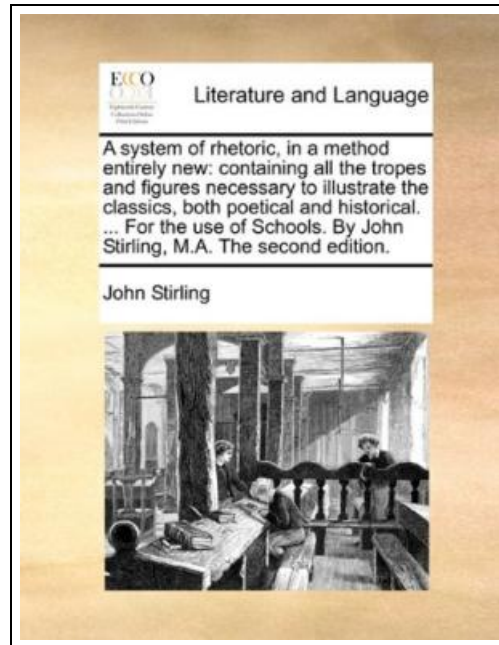 ECCO
Literature and Language
A system of rhetoric, in a method
entirely new: containing all the tropes
and figures necessary to illustrate the
classics, both poetical and historical.
... For the use of Schools. By John
Stirling, M.A. The second edition.
John Stirling